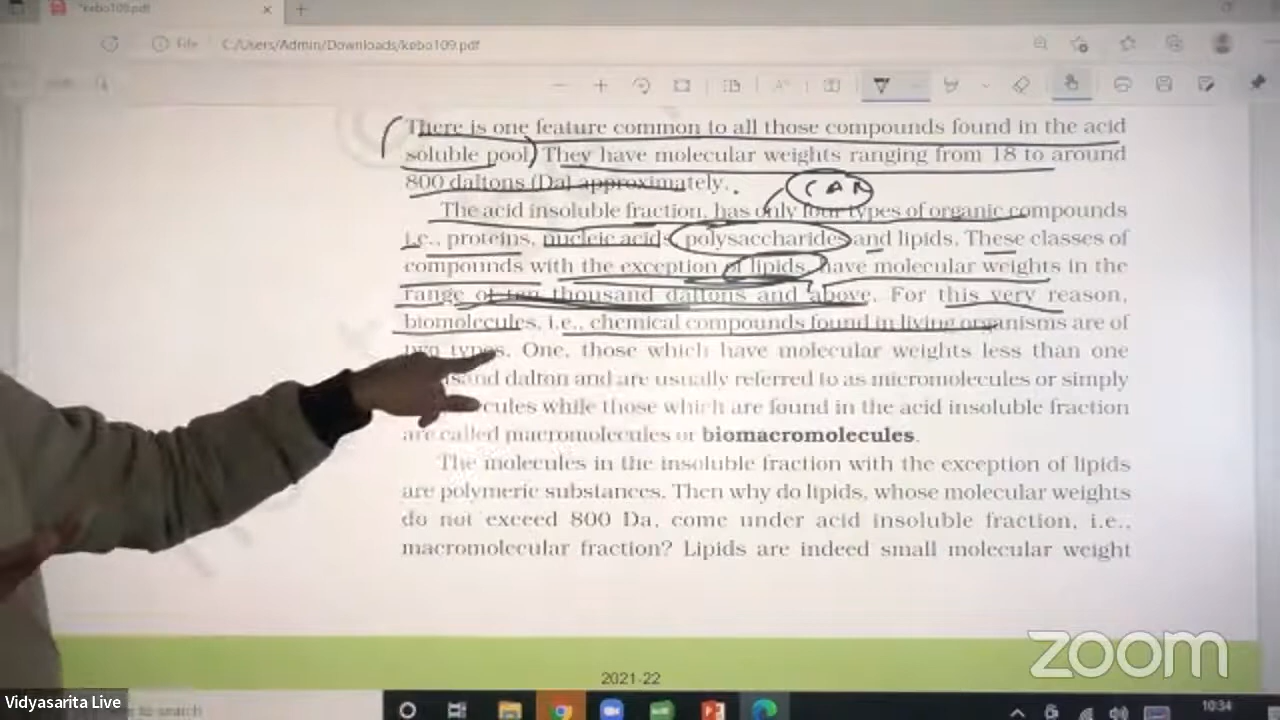 *kebo109.pdf
File C:/Users/Admin/Downloads/kebo109.pdf
There is one feature common to all those compounds found in the acid
soluble pool. They have molecular weights ranging from 18 to around
800 daltons (Da) approximately.
The acid insoluble fraction, has only four types of organic compounds
i.e., proteins, nucleic acids, polysaccharides and lipids. These classes of
compounds with the exception of lipids, have molecular weights in the
range of ten thousand daltons and above. For this very reason,
biomolecules, i.e., chemical compounds found in living organisms are of
two types. One, those which have molecular weights less than one
dalton and are usually referred to as micromolecules or simply
while those which are found in the acid insoluble fraction
are called macromolecules or biomacromolecules.
The molecules in the insoluble fraction with the exception of lipids
are polymeric substances. Then why do lipids, whose molecular weights
do not exceed 800 Da, come under acid insoluble fraction, i.e.,
macromolecular fraction? Lipids are indeed small molecular weight
zoom
2021-22
Vidyasarita Live
to search
10:34